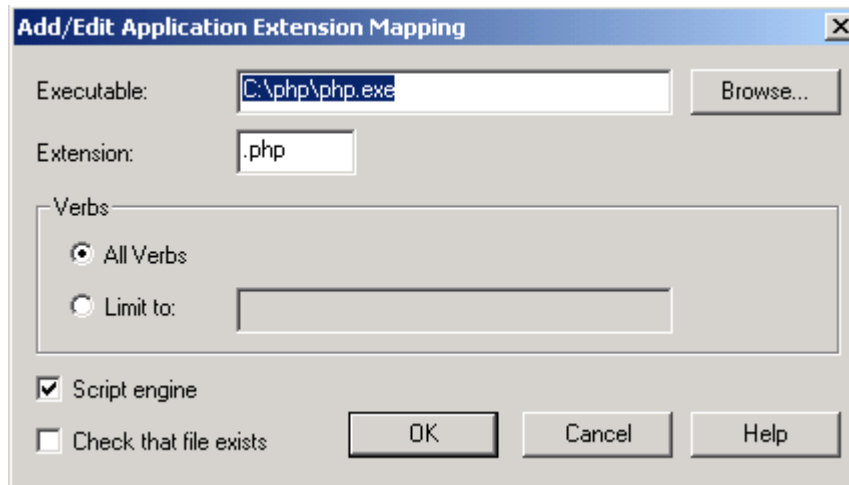 Add/Edit Application Extension Mapping
Executable: C:\php\php.exe Browse...
Extension: .php
Verbs
All Verbs
Limit to:
Script engine
Check that file exists OK Cancel Help